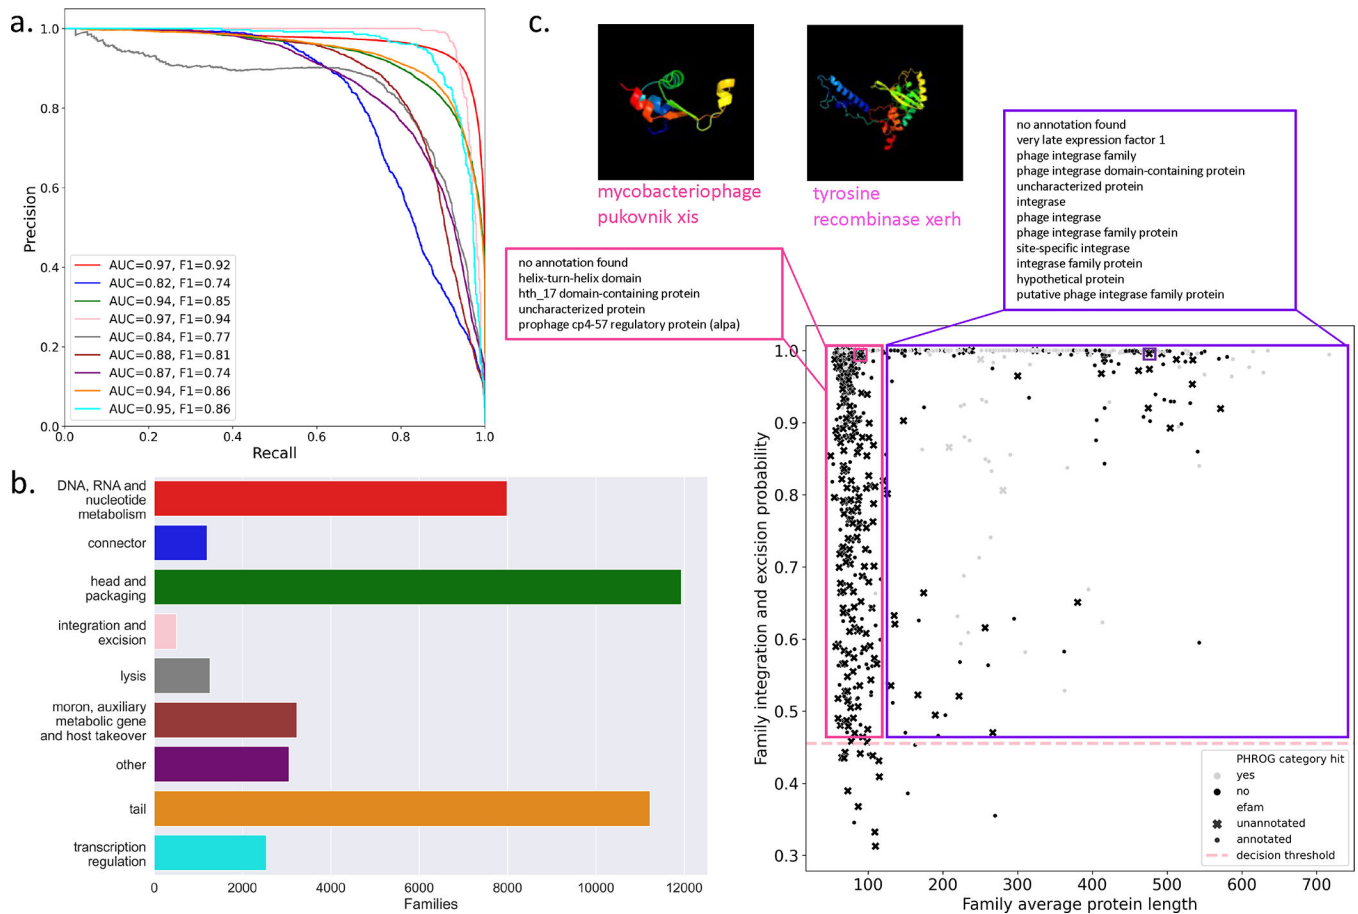 a.
1.0
0.8
0.6
0.4
0.2
0.0
Precision
AUC=0.97, F1=0.92
AUC=0.82, F1=0.74
AUC=0.94, F1=0.85
AUC=0.97, F1=0.94
AUC=0.84, F1=0.77
AUC=0.88, F1=0.81
AUC=0.87, F1=0.74
AUC=0.94, F1=0.86
AUC=0.95, F1=0.86
0.0
0.2
0.4
0.6
0.8
1.0
Recall
b.
DNA, RNA and
nucleotide
metabolism
connector
head and
packaging
integration and
excision
lysis
moron, auxiliary
metabolic gene
and host takeover
other
tail
transcription
regulation
0
2000
4000
6000
8000
10000
12000
Families
c.
mycobacteriophage
pukovnik xis
tyrosine
recombinase xerh
no annotation found
helix-turn-helix domain
hth_17 domain-containing protein
uncharacterized protein
prophage cp4-57 regulatory protein (alpa)
no annotation found
very late expression factor 1
phage integrase family
phage integrase domain-containing protein
uncharacterized protein
integrase
phage integrase
phage integrase family protein
site-specific integrase
integrase family protein
hypothetical protein
putative phage integrase family protein
1.0
0.9
0.8
0.7
0.6
0.5
0.4
0.3
Family integration and excision probability
PHROG category hit
yes
no
efam
unannotated
annotated
decision threshold
100
200
300
400
500
600
700
Family average protein length